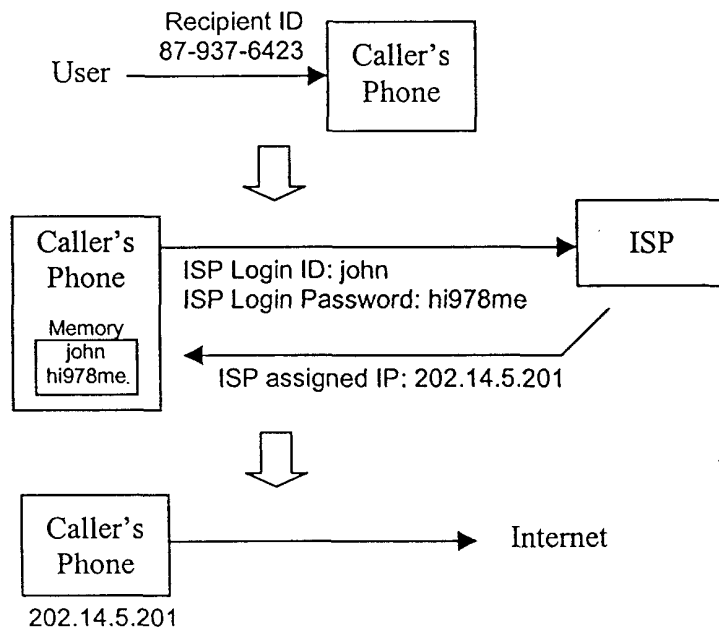 Recipient ID
87-937-6423
User
Caller's
Phone
Caller's
Phone
ISP
ISP Login ID: john
ISP Login Password: hi978me
Memory
john
hi978me.
ISP assigned IP: 202.14.5.201
Caller's
Phone
Internet
202.14.5.201